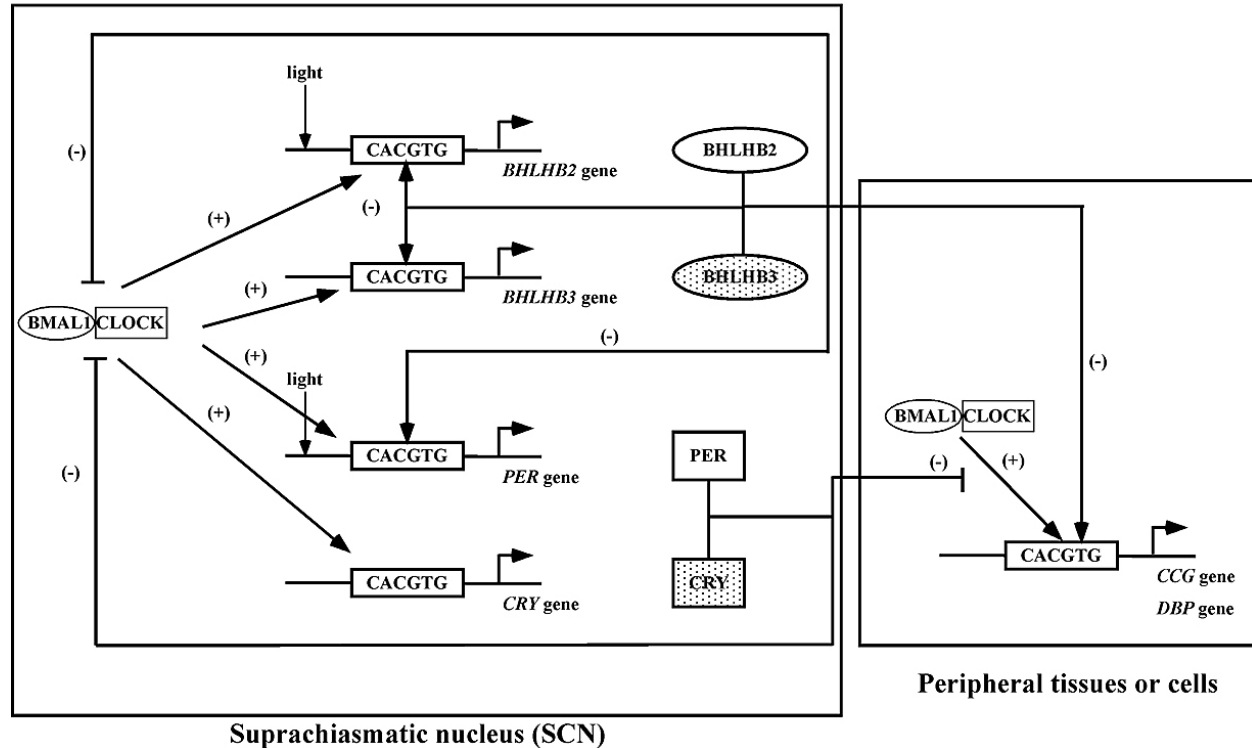 light
CACGTG
BHLHB2 gene
BHLHB2
(-)
(+)
(-)
CACGTG
BHLHB3 gene
BHLHB3
(+)
BMAL1 CLOCK
(-)
(+)
light
(+)
(-)
CACGTG
PER gene
PER
(-)
CACGTG
CRY gene
CRY
(-)
BMAL1 CLOCK
(-)
(+)
CACGTG
CCG gene
DBP gene
Peripheral tissues or cells
Suprachiasmatic nucleus (SCN)